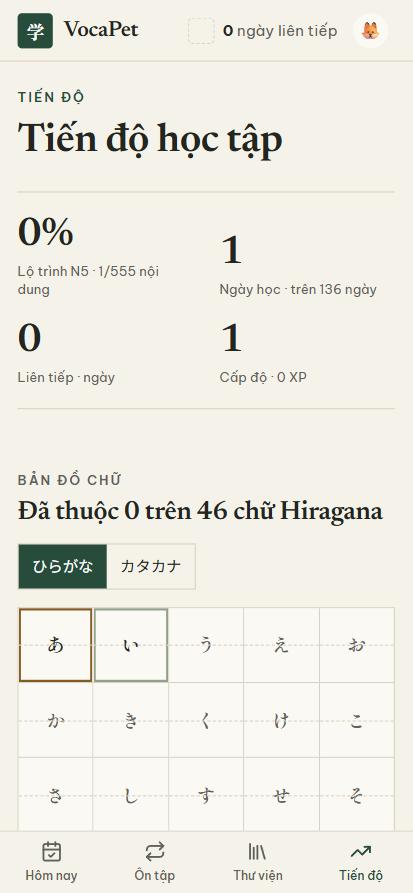 学 VocaPet
0 ngày liên tiếp
TIẾN ĐỘ
Tiến độ học tập
0%
Lộ trình N5 · 1/555 nội
dung
1
Ngày học · trên 136 ngày
0
Liên tiếp · ngày
1
Cấp độ · 0 XP
BẢN ĐỒ CHỮ
Đã thuộc 0 trên 46 chữ Hiragana
ひらがな カタカナ
あ い う え お
か き く け こ
さ し す せ そ
Hôm nay Ôn tập Thư viện Tiến độ